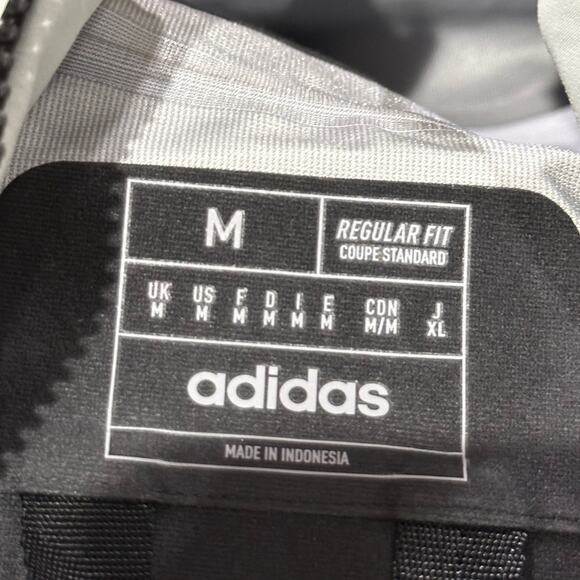 M
REGULAR FIT
COUPE STANDARD
UK US F D I E CDN J
M M M M M M M/M XL
adidas
MADE IN INDONESIA